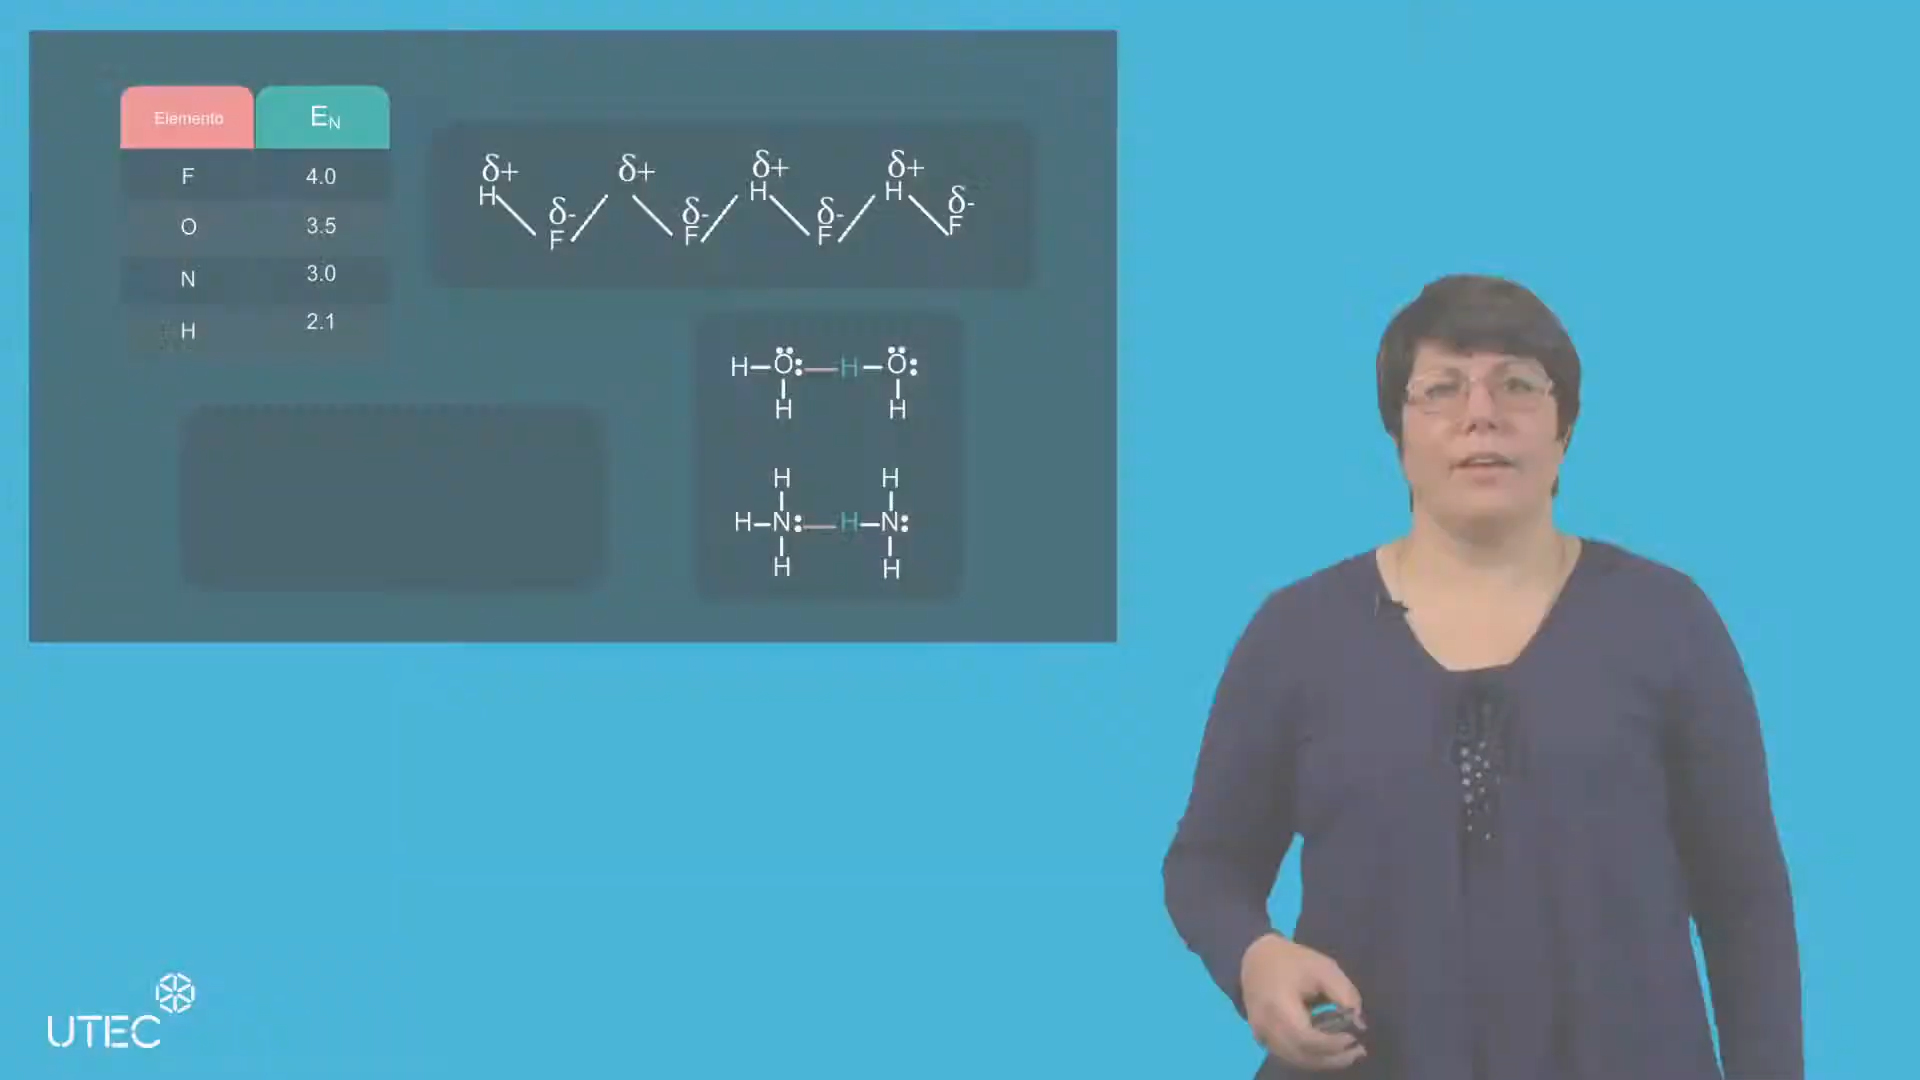 Elemento EN
F 4.0
O 3.5
N 3.0
H 2.1
δ+ δ+ δ+ δ+
H H H
δ- δ- δ- δ-
F F F F
H–O:–H–O:
H H
H H
H–N:–H–N:
H H
UTEC